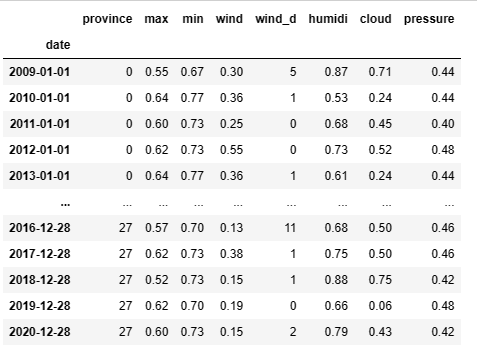 province max min wind wind_d humidi cloud pressure
date
2009-01-01 0 0.55 0.67 0.30 5 0.87 0.71 0.44
2010-01-01 0 0.64 0.77 0.36 1 0.53 0.24 0.44
2011-01-01 0 0.60 0.73 0.25 0 0.68 0.45 0.40
2012-01-01 0 0.62 0.73 0.55 0 0.73 0.52 0.48
2013-01-01 0 0.64 0.77 0.36 1 0.61 0.24 0.44
... ... ... ... ... ... ... ... ...
2016-12-28 27 0.57 0.70 0.13 11 0.68 0.50 0.46
2017-12-28 27 0.62 0.73 0.38 1 0.75 0.50 0.46
2018-12-28 27 0.52 0.73 0.15 1 0.88 0.75 0.42
2019-12-28 27 0.62 0.70 0.19 0 0.66 0.06 0.48
2020-12-28 27 0.60 0.73 0.15 2 0.79 0.43 0.42